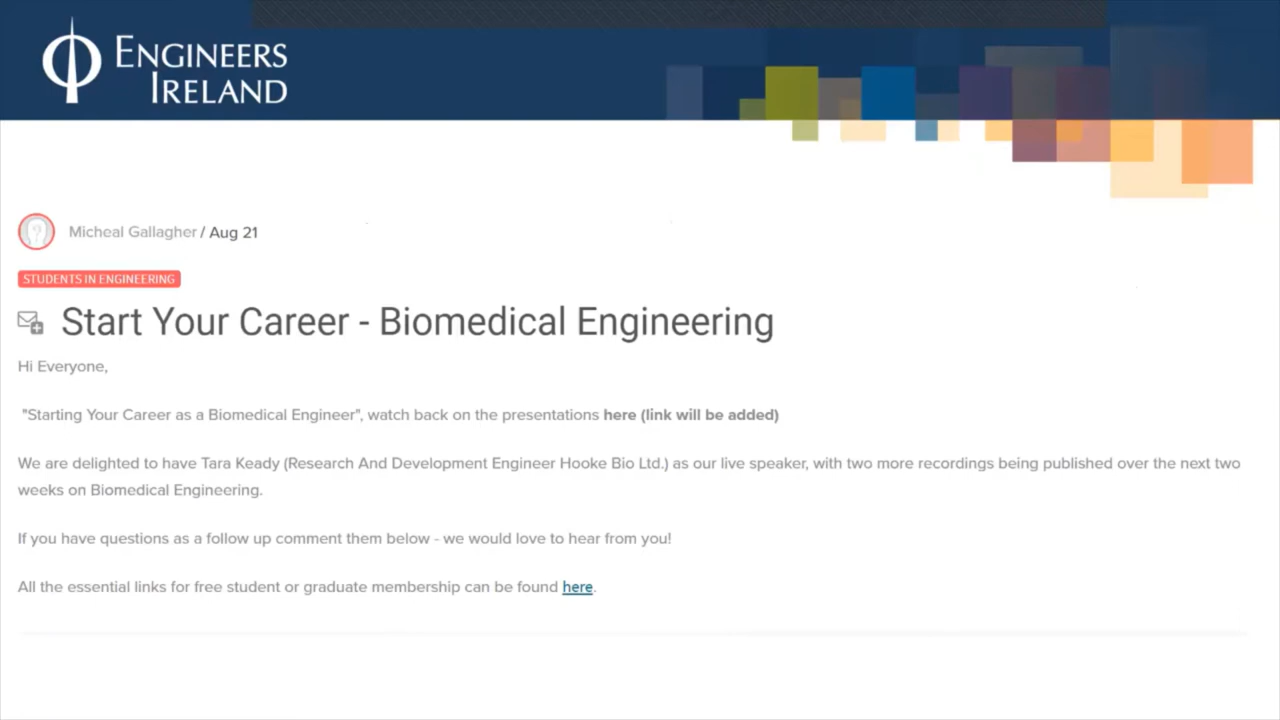 ENGINEERS
IRELAND
Micheal Gallagher / Aug 21
STUDENTS IN ENGINEERING
Start Your Career - Biomedical Engineering
Hi Everyone,
"Starting Your Career as a Biomedical Engineer", watch back on the presentations here (link will be added)
We are delighted to have Tara Keady (Research And Development Engineer Hooke Bio Ltd.) as our live speaker, with two more recordings being published over the next two
weeks on Biomedical Engineering.
If you have questions as a follow up comment them below - we would love to hear from you!
All the essential links for free student or graduate membership can be found here.